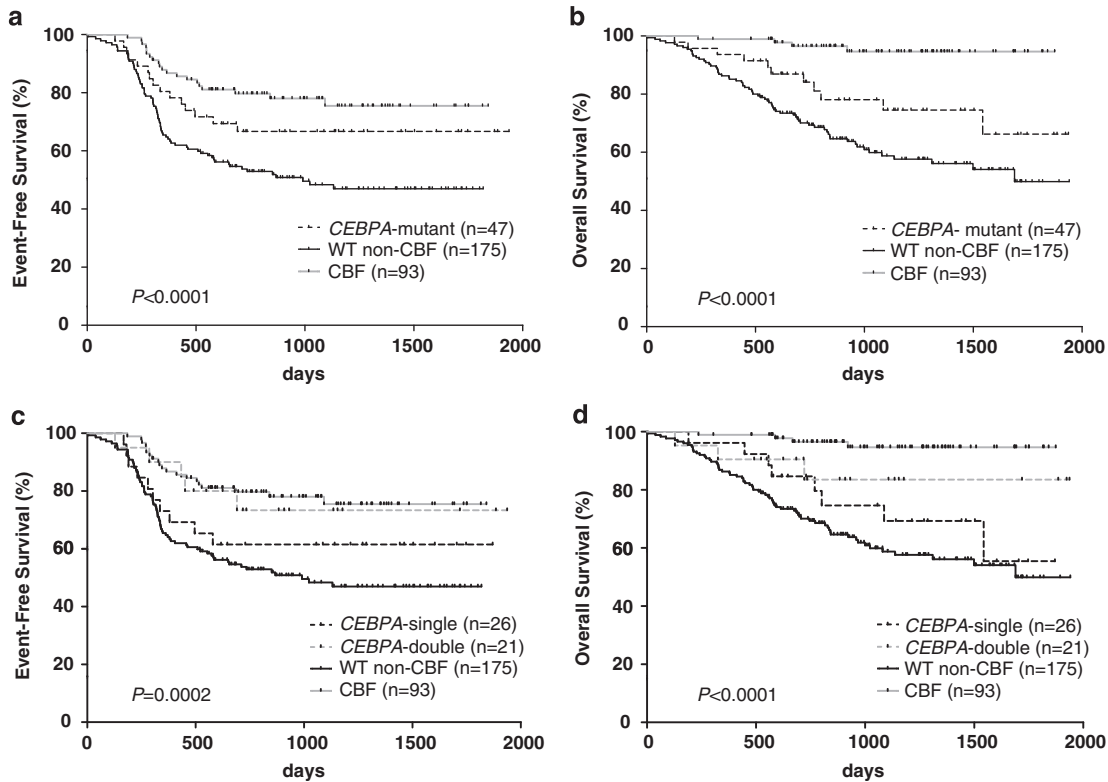 a
Event-Free Survival (%)
100
80
60
40
20
0
CEBPA-mutant (n=47)
WT non-CBF (n=175)
CBF (n=93)
P<0.0001
0 500 1000 1500 2000
days
b
Overall Survival (%)
100
80
60
40
20
0
CEBPA- mutant (n=47)
WT non-CBF (n=175)
CBF (n=93)
P<0.0001
0 500 1000 1500 2000
days
c
Event-Free Survival (%)
100
80
60
40
20
0
CEBPA-single (n=26)
CEBPA-double (n=21)
WT non-CBF (n=175)
CBF (n=93)
P=0.0002
0 500 1000 1500 2000
days
d
Overall Survival (%)
100
80
60
40
20
0
CEBPA-single (n=26)
CEBPA-double (n=21)
WT non-CBF (n=175)
CBF (n=93)
P<0.0001
0 500 1000 1500 2000
days